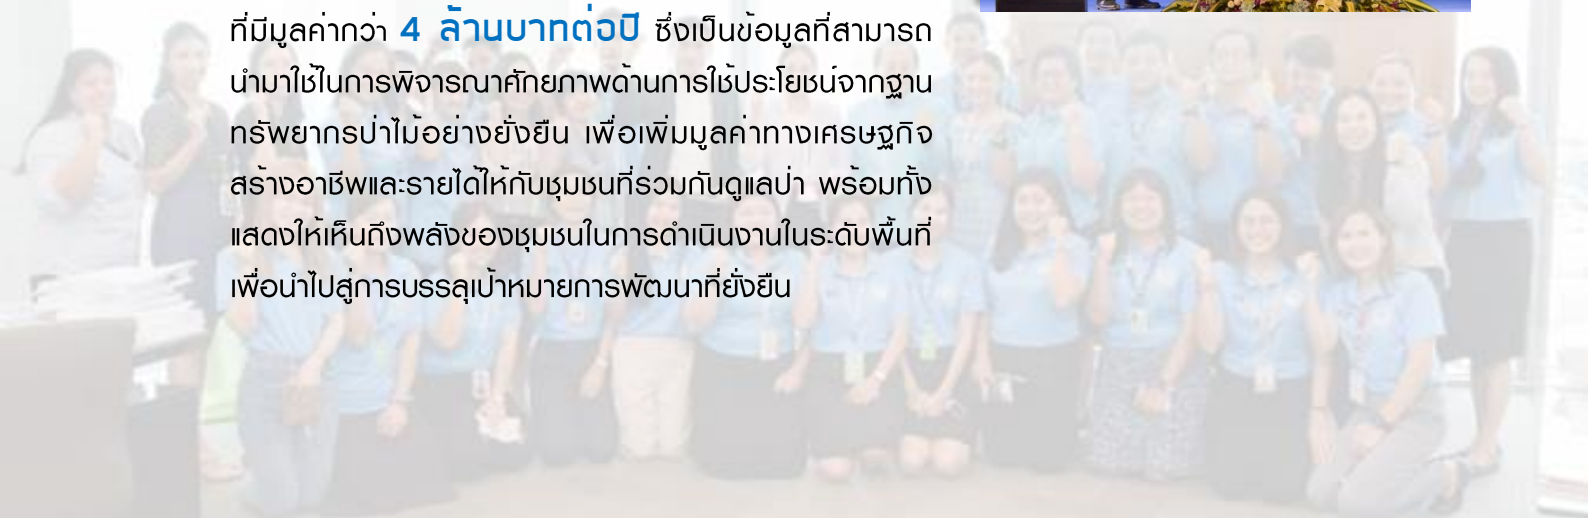 ที่มีมูลค่ากว่า 4 ล้านบาทต่อปี ซึ่งเป็นข้อมูลที่สามารถ
นำมาใช้ในการพิจารณาศักยภาพด้านการใช้ประโยชน์จากฐาน
ทรัพยากรป่าไม้อย่างยั่งยืน เพื่อเพิ่มมูลค่าทางเศรษฐกิจ
สร้างอาชีพและรายได้ให้กับชุมชนที่ร่วมกันดูแลป่า พร้อมทั้ง
แสดงให้เห็นถึงพลังของชุมชนในการดำเนินงานในระดับพื้นที่
เพื่อนำไปสู่การบรรลุเป้าหมายการพัฒนาที่ยั่งยืน